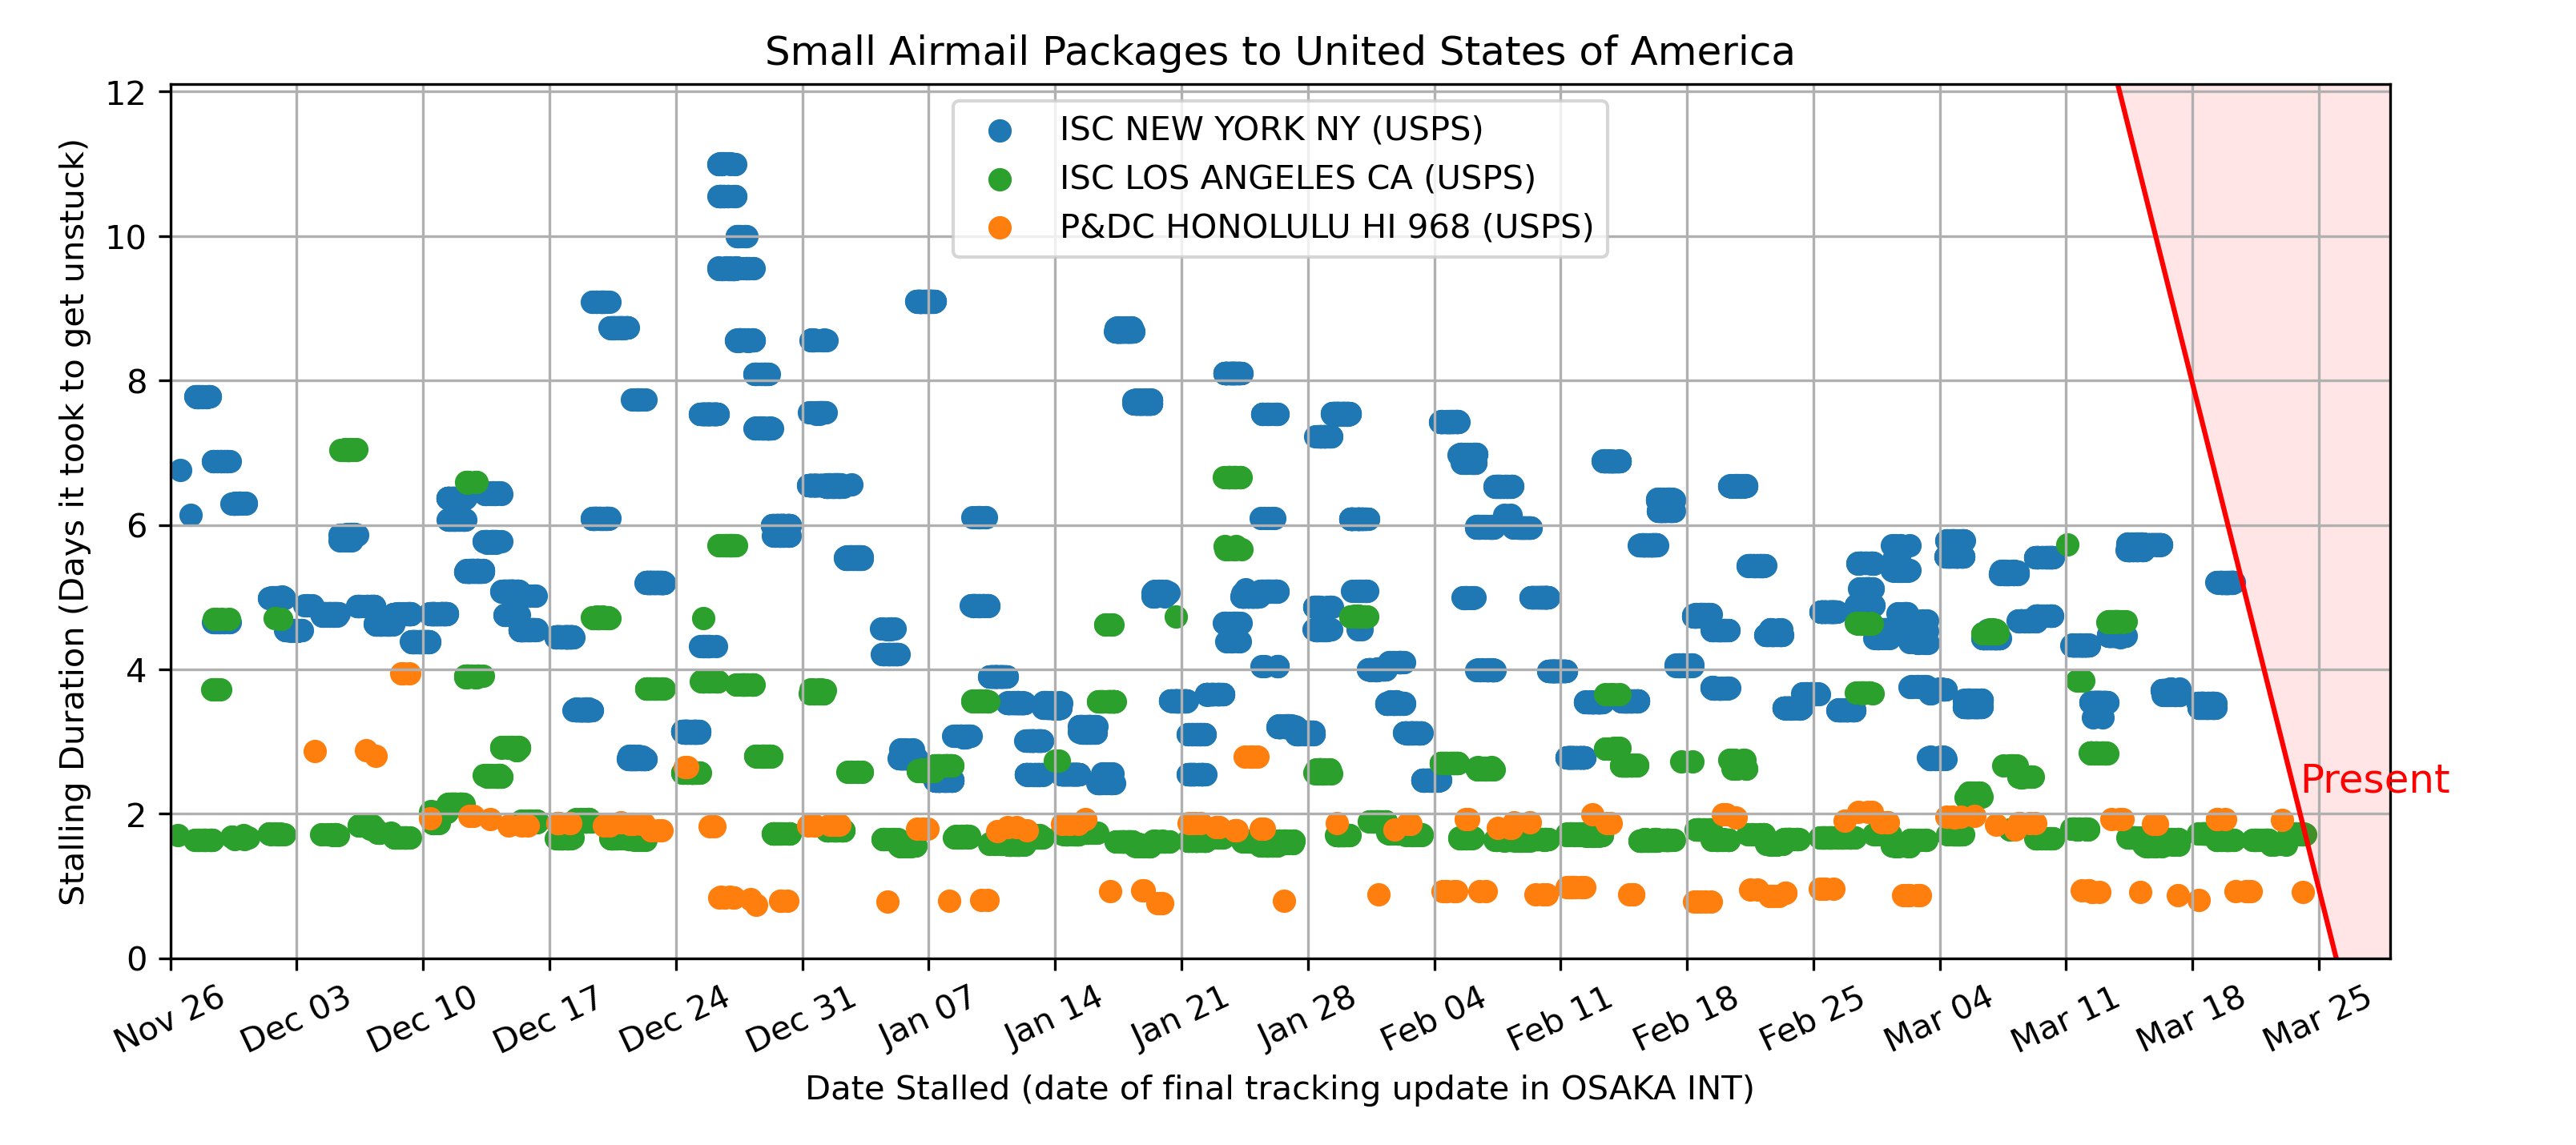 Small Airmail Packages to United States of America
Stalling Duration (Days it took to get unstuck)
12
10
8
6
4
2
0
ISC NEW YORK NY (USPS)
ISC LOS ANGELES CA (USPS)
P&DC HONOLULU HI 968 (USPS)
Present
Nov 26
Dec 03
Dec 10
Dec 17
Dec 24
Dec 31
Jan 07
Jan 14
Jan 21
Jan 28
Feb 04
Feb 11
Feb 18
Feb 25
Mar 04
Mar 11
Mar 18
Mar 25
Date Stalled (date of final tracking update in OSAKA INT)